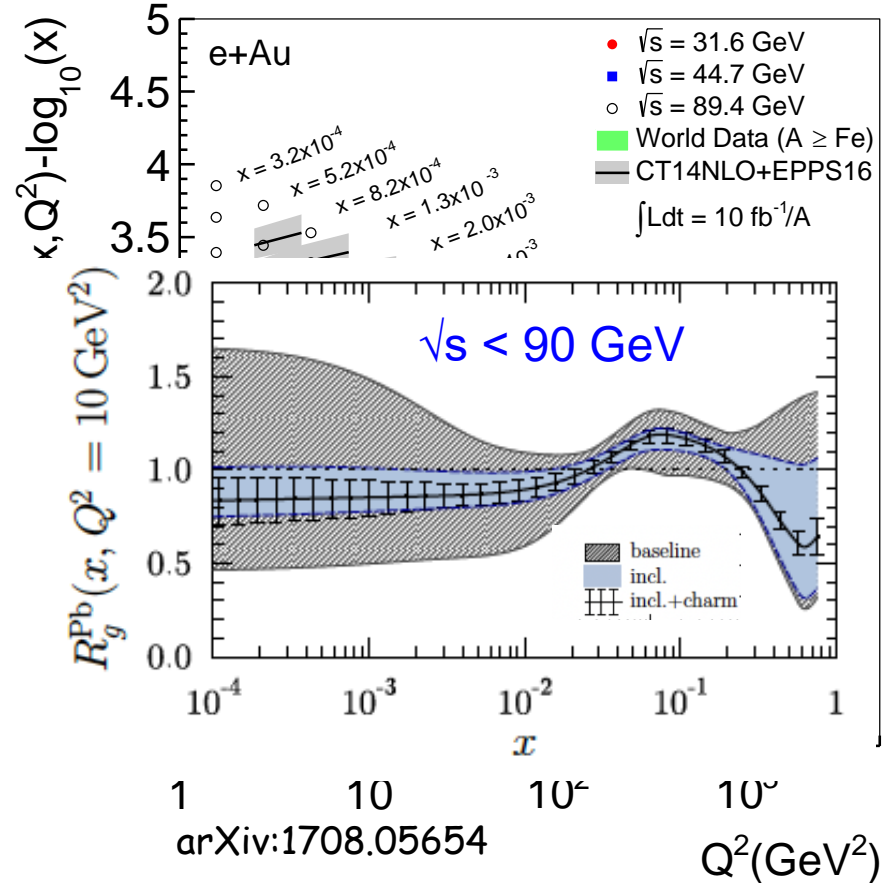 5
e+Au
√s = 31.6 GeV
√s = 44.7 GeV
√s = 89.4 GeV
World Data (A ≥ Fe)
CT14NLO+EPPS16
∫Ldt = 10 fb⁻¹/A
x,Q²)-log₁₀(x)
4.5
4
3.5
x = 3.2x10⁻⁴
x = 5.2x10⁻⁴
x = 8.2x10⁻⁴
x = 1.3x10⁻³
x = 2.0x10⁻³
√s < 90 GeV
R_g^Pb(x, Q² = 10 GeV²)
2.0
1.5
1.0
0.5
0.0
baseline
incl.
incl.+charm
10⁻⁴ 10⁻³ 10⁻² 10⁻¹ 1
x
1 10 10²
arXiv:1708.05654
Q²(GeV²)